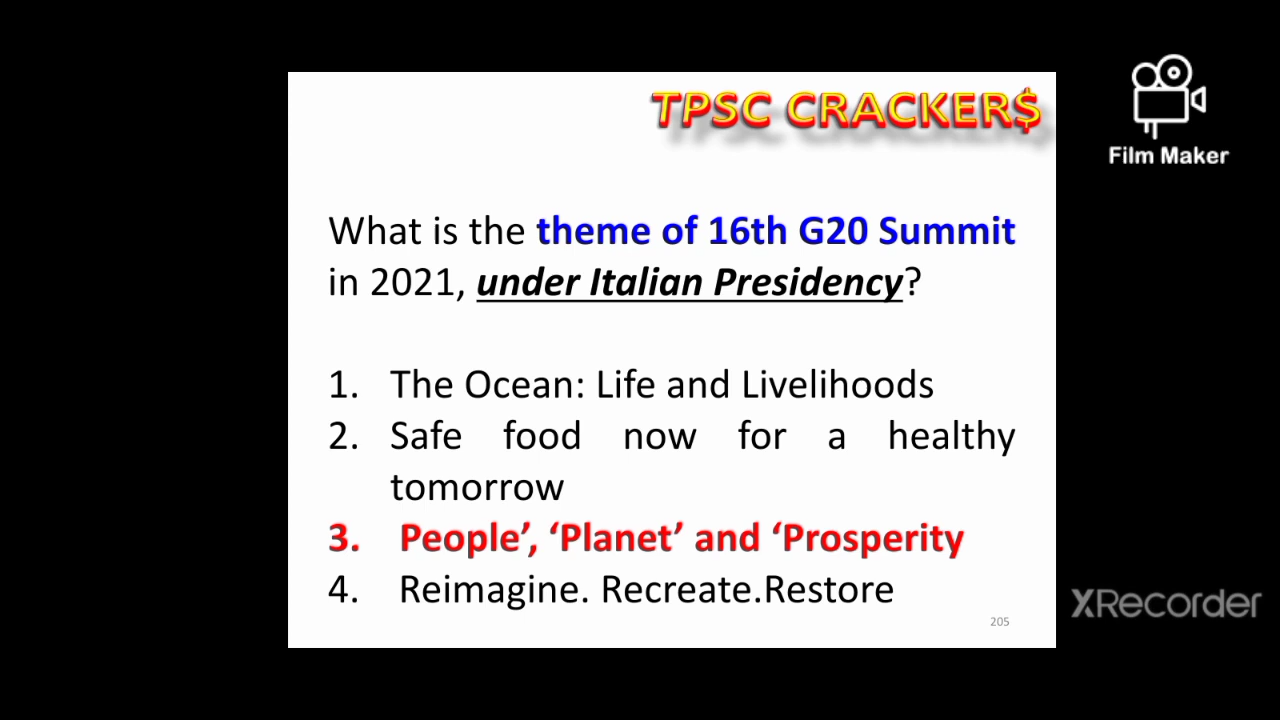 TPSC CRACKER$
Film Maker
What is the theme of 16th G20 Summit
in 2021, under Italian Presidency?
1. The Ocean: Life and Livelihoods
2. Safe food now for a healthy
tomorrow
3. People’, ‘Planet’ and ‘Prosperity
4. Reimagine. Recreate.Restore
205
XRecorder